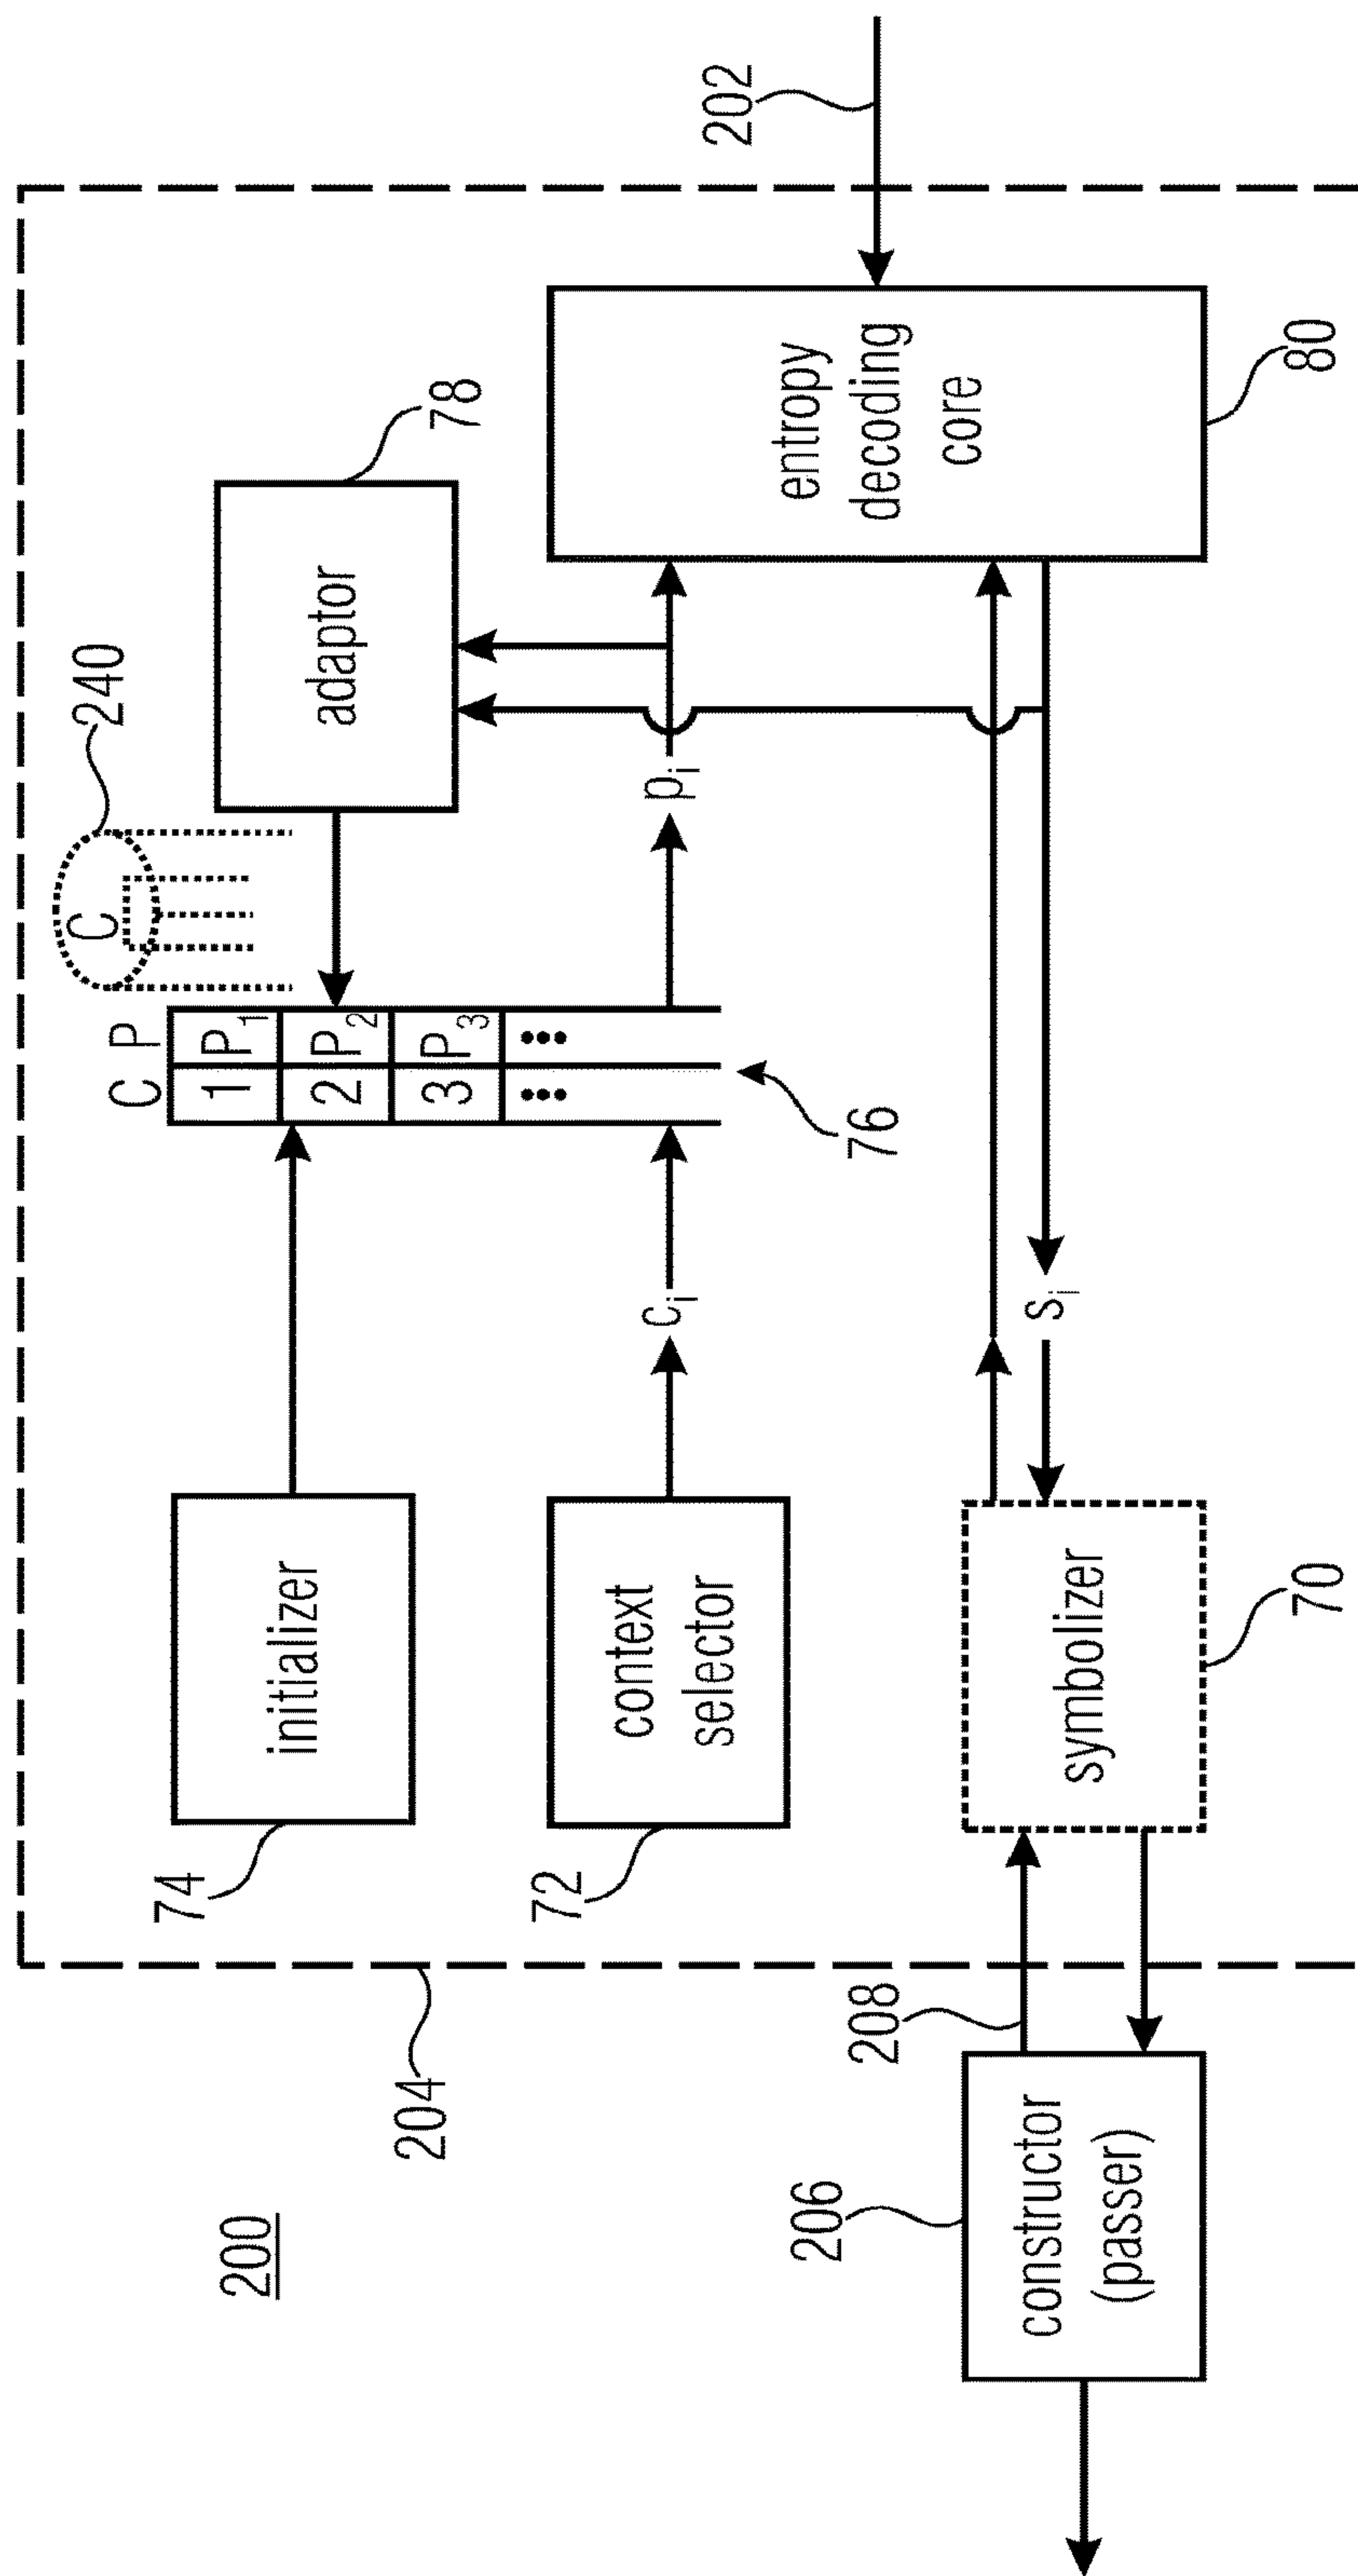 200
204
240
C
74
initializer
C P
1 P1
2 P2
3 P3
... ...
adaptor
78
72
context
selector
ci
pi
76
202
entropy
decoding
core
80
206
constructor
(passer)
208
symbolizer
70
si